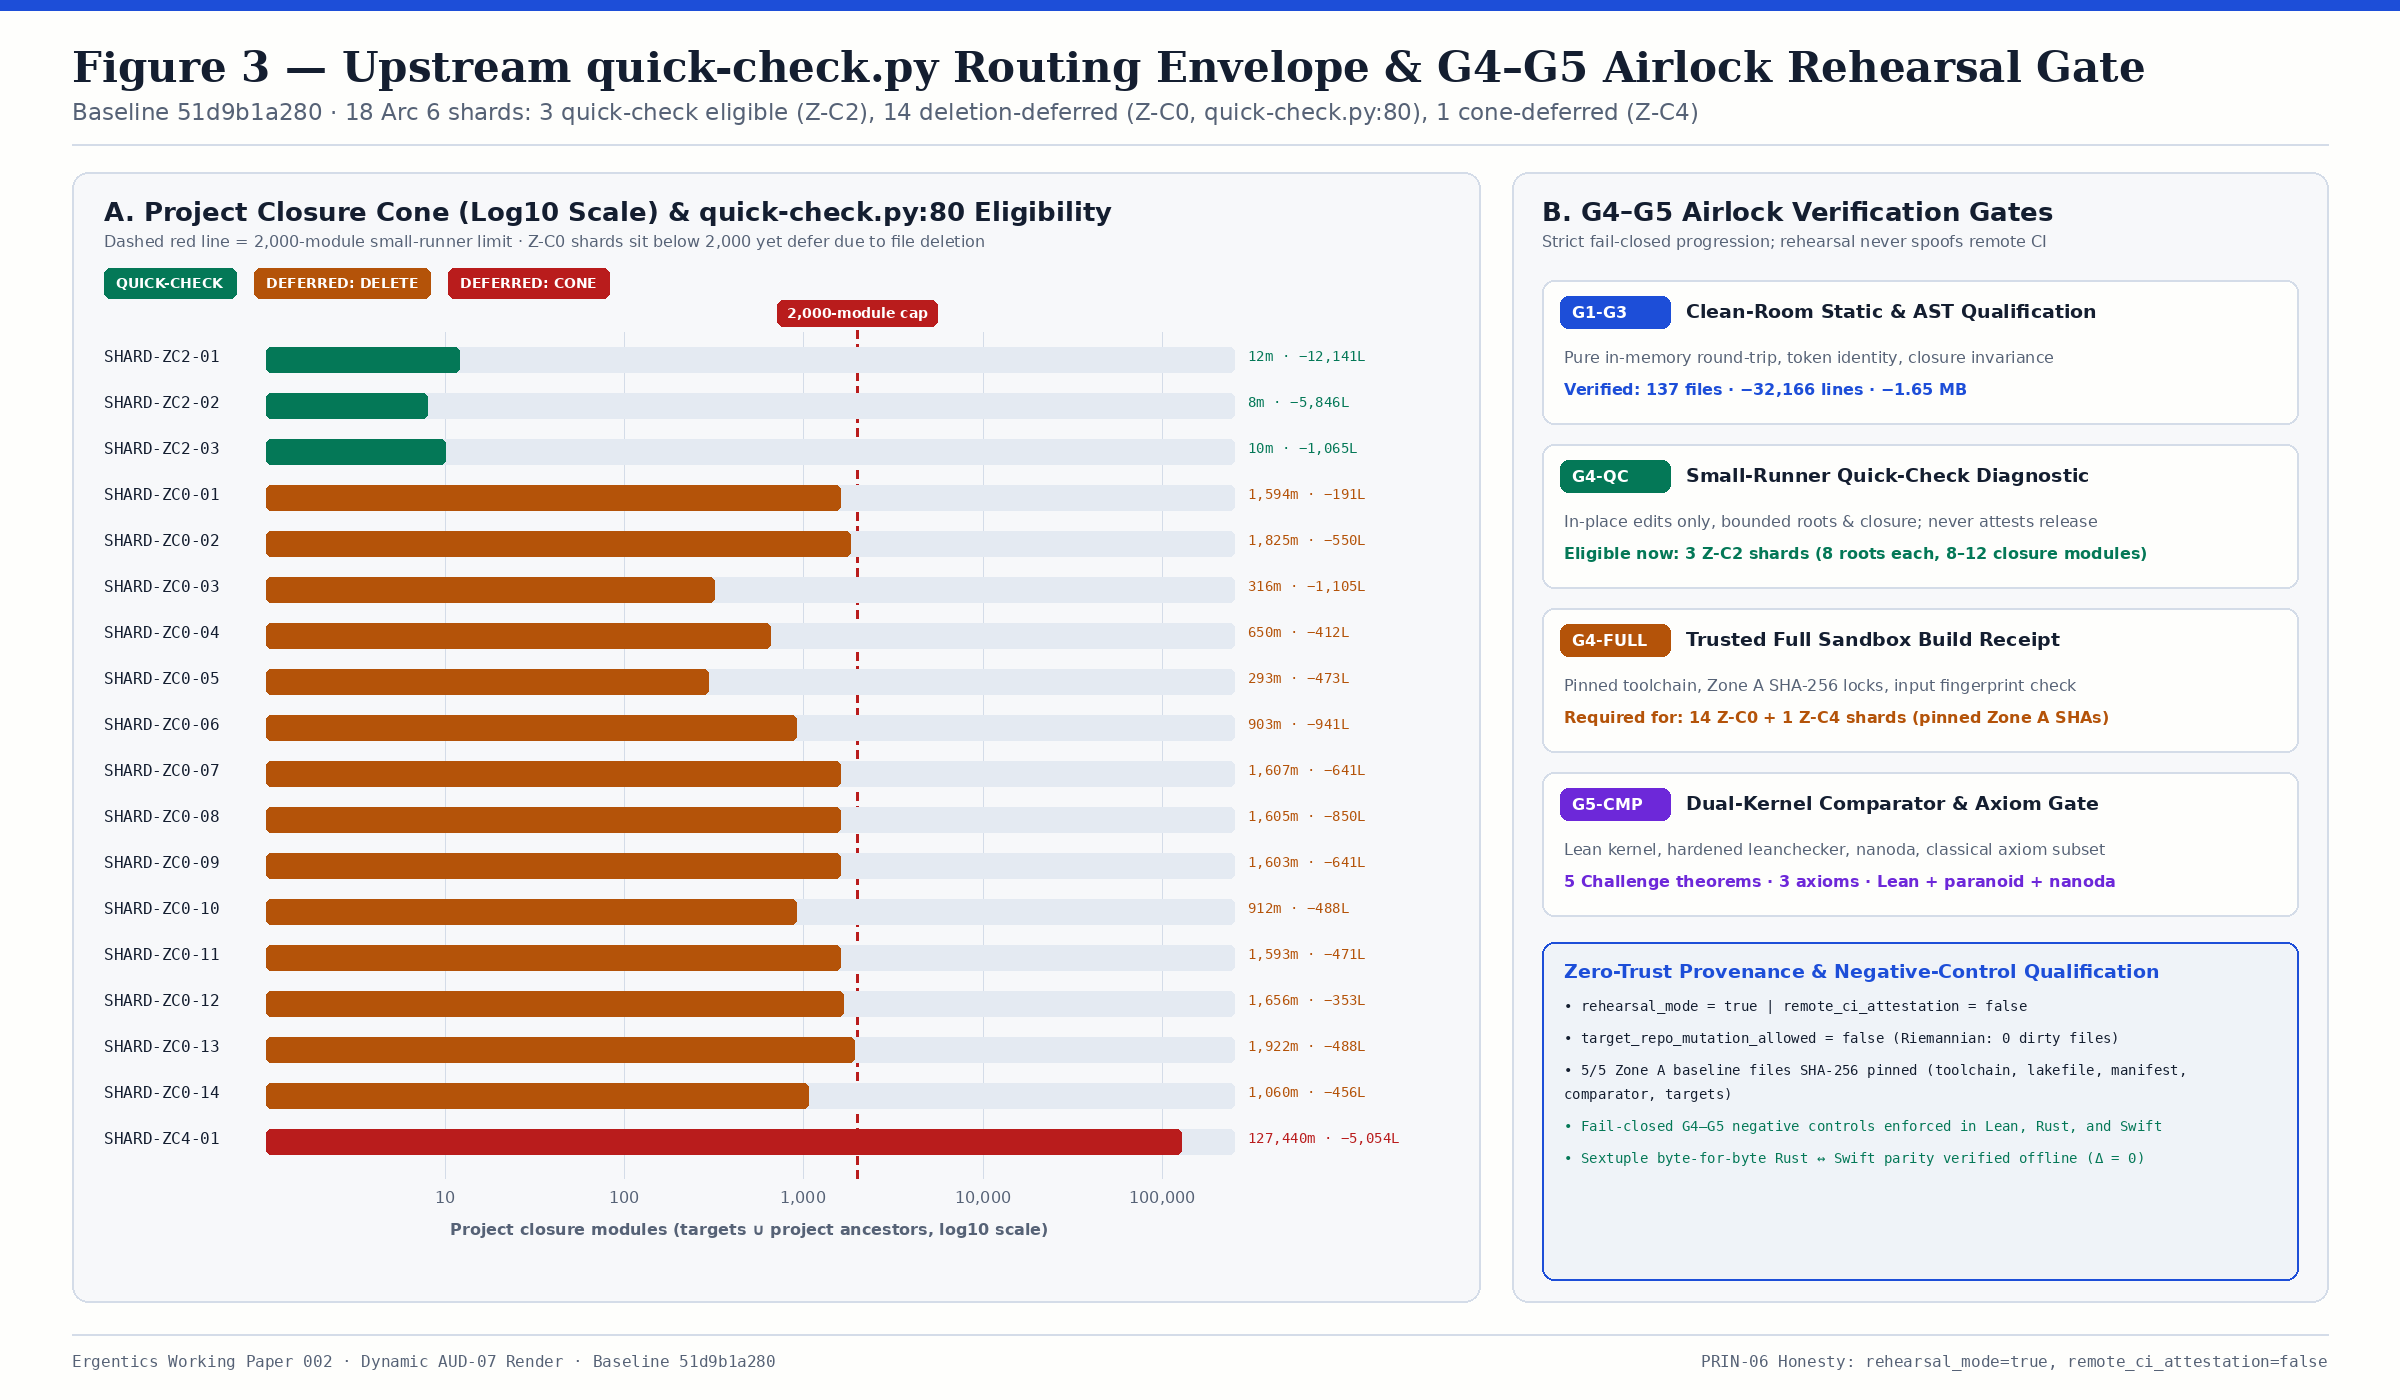 Figure 3 — Upstream quick-check.py Routing Envelope & G4–G5 Airlock Rehearsal Gate
Baseline 51d9b1a280 · 18 Arc 6 shards: 3 quick-check eligible (Z-C2), 14 deletion-deferred (Z-C0, quick-check.py:80), 1 cone-deferred (Z-C4)
A. Project Closure Cone (Log10 Scale) & quick-check.py:80 Eligibility
Dashed red line = 2,000-module small-runner limit · Z-C0 shards sit below 2,000 yet defer due to file deletion
QUICK-CHECK DEFERRED: DELETE DEFERRED: CONE
2,000-module cap
SHARD-ZC2-01 12m · −12,141L
SHARD-ZC2-02 8m · −5,846L
SHARD-ZC2-03 10m · −1,065L
SHARD-ZC0-01 1,594m · −191L
SHARD-ZC0-02 1,825m · −550L
SHARD-ZC0-03 316m · −1,105L
SHARD-ZC0-04 650m · −412L
SHARD-ZC0-05 293m · −473L
SHARD-ZC0-06 903m · −941L
SHARD-ZC0-07 1,607m · −641L
SHARD-ZC0-08 1,605m · −850L
SHARD-ZC0-09 1,603m · −641L
SHARD-ZC0-10 912m · −488L
SHARD-ZC0-11 1,593m · −471L
SHARD-ZC0-12 1,656m · −353L
SHARD-ZC0-13 1,922m · −488L
SHARD-ZC0-14 1,060m · −456L
SHARD-ZC4-01 127,440m · −5,054L
10 100 1,000 10,000 100,000
Project closure modules (targets ∪ project ancestors, log10 scale)
B. G4–G5 Airlock Verification Gates
Strict fail-closed progression; rehearsal never spoofs remote CI
G1-G3 Clean-Room Static & AST Qualification
Pure in-memory round-trip, token identity, closure invariance
Verified: 137 files · −32,166 lines · −1.65 MB
G4-QC Small-Runner Quick-Check Diagnostic
In-place edits only, bounded roots & closure; never attests release
Eligible now: 3 Z-C2 shards (8 roots each, 8–12 closure modules)
G4-FULL Trusted Full Sandbox Build Receipt
Pinned toolchain, Zone A SHA-256 locks, input fingerprint check
Required for: 14 Z-C0 + 1 Z-C4 shards (pinned Zone A SHAs)
G5-CMP Dual-Kernel Comparator & Axiom Gate
Lean kernel, hardened leanchecker, nanoda, classical axiom subset
5 Challenge theorems · 3 axioms · Lean + paranoid + nanoda
Zero-Trust Provenance & Negative-Control Qualification
• rehearsal_mode = true | remote_ci_attestation = false
• target_repo_mutation_allowed = false (Riemannian: 0 dirty files)
• 5/5 Zone A baseline files SHA-256 pinned (toolchain, lakefile, manifest,
comparator, targets)
• Fail-closed G4–G5 negative controls enforced in Lean, Rust, and Swift
• Sextuple byte-for-byte Rust ↔ Swift parity verified offline (Δ = 0)
Ergentics Working Paper 002 · Dynamic AUD-07 Render · Baseline 51d9b1a280
PRIN-06 Honesty: rehearsal_mode=true, remote_ci_attestation=false